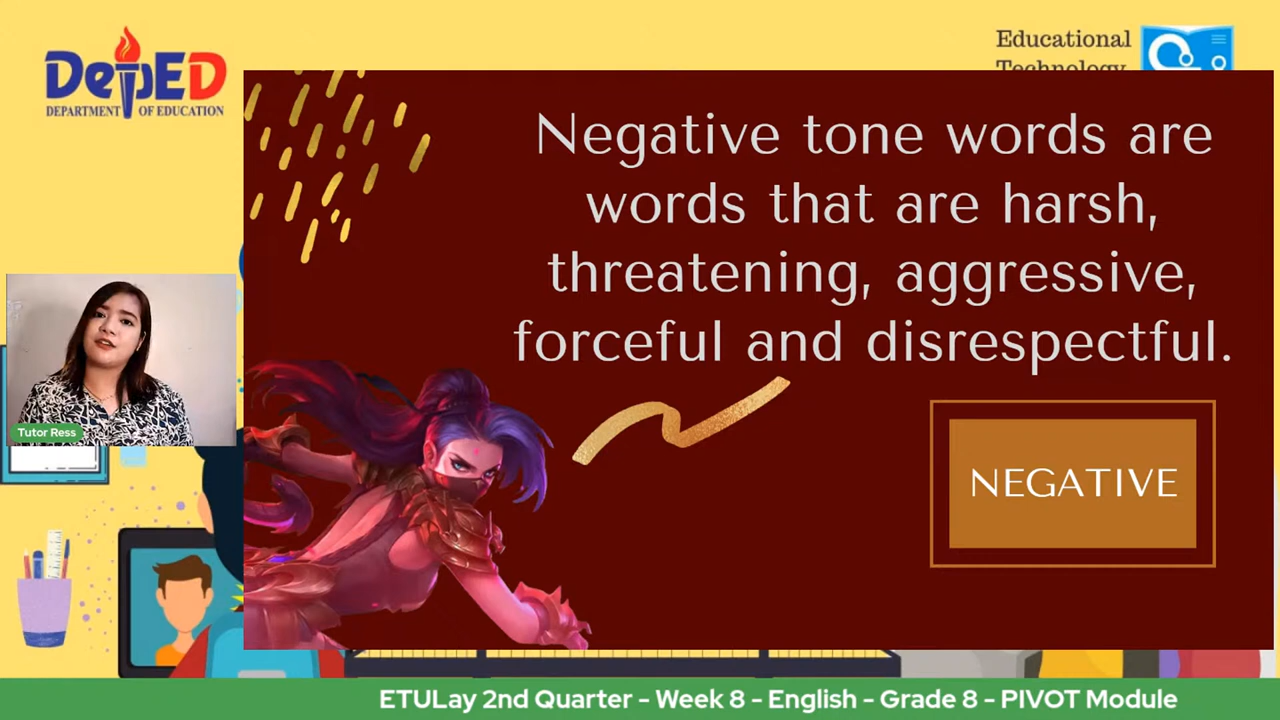 DepED
DEPARTMENT OF EDUCATION
Educational
Technology
Negative tone words are
words that are harsh,
threatening, aggressive,
forceful and disrespectful.
NEGATIVE
Tutor Ress
ETULay 2nd Quarter - Week 8 - English - Grade 8 - PIVOT Module